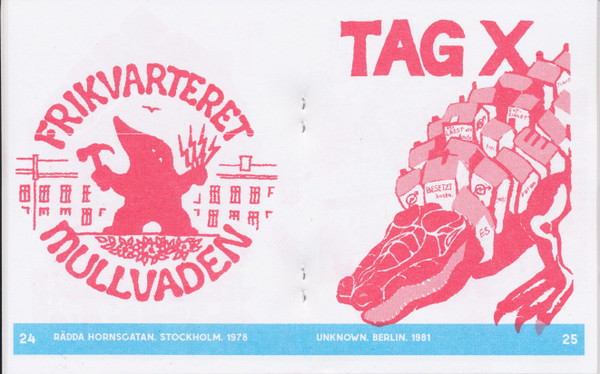 FRIKVARTERET
MULLVADEN
24 RÄDDA HORNSGATAN. STOCKHOLM. 1978
TAG X
BESETZT
UNKNOWN. BERLIN. 1981 25